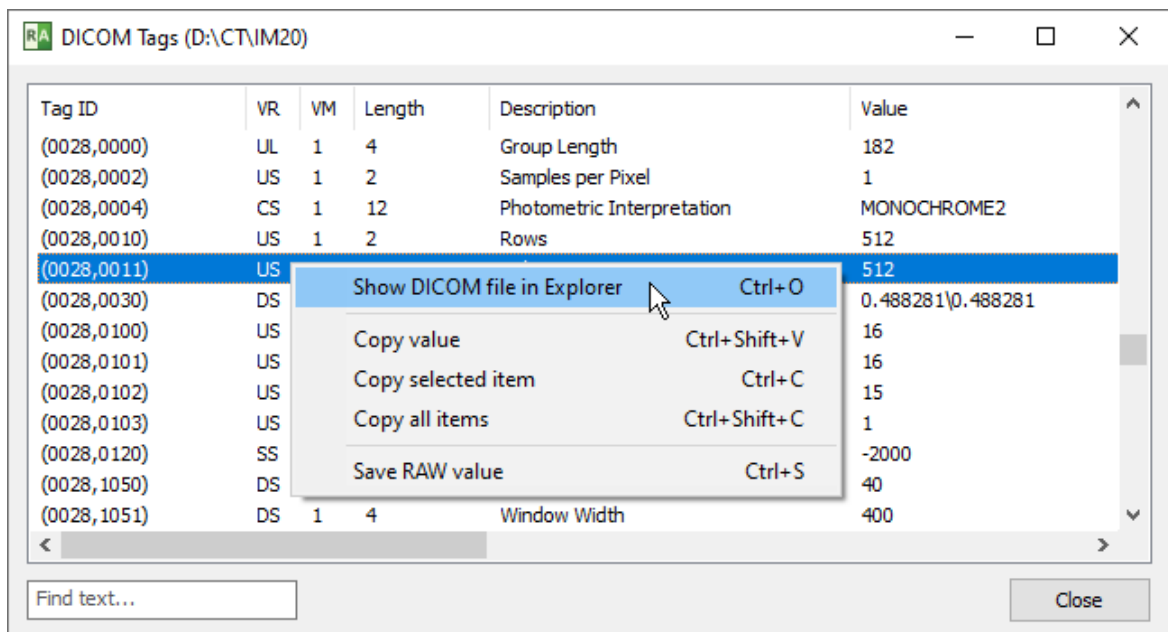 RA DICOM Tags (D:\CT\IM20)
Tag ID VR VM Length Description Value
(0028,0000) UL 1 4 Group Length 182
(0028,0002) US 1 2 Samples per Pixel 1
(0028,0004) CS 1 12 Photometric Interpretation MONOCHROME2
(0028,0010) US 1 2 Rows 512
(0028,0011) US 512
Show DICOM file in Explorer Ctrl+O
(0028,0030) DS 0.488281\0.488281
(0028,0100) US 16
Copy value Ctrl+Shift+V
(0028,0101) US 16
Copy selected item Ctrl+C
(0028,0102) US 15
Copy all items Ctrl+Shift+C
(0028,0103) US 1
(0028,0120) SS -2000
Save RAW value Ctrl+S
(0028,1050) DS 40
(0028,1051) DS 1 4 Window Width 400
Find text...
Close